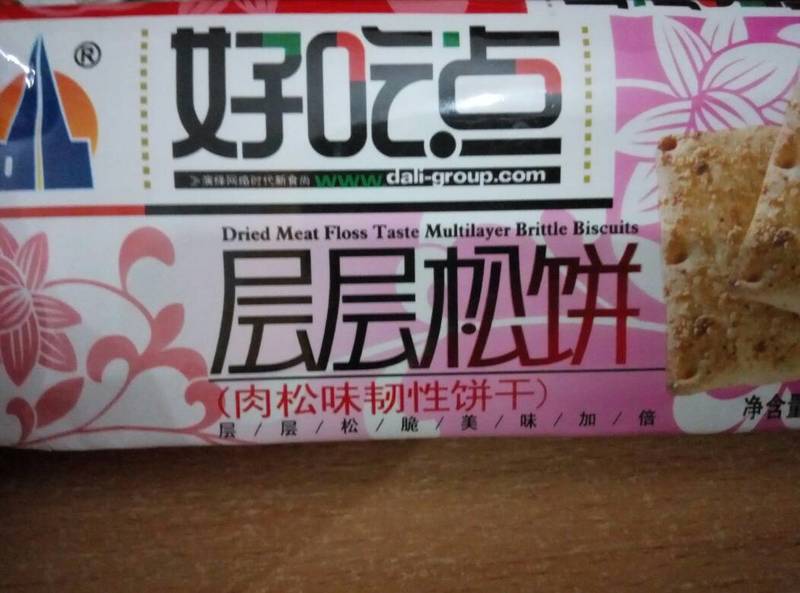 ®
好吃点
>演绎网络时代新食尚 www.dali-group.com
Dried Meat Floss Taste Multilayer Brittle Biscuits
层层松饼
(肉松味韧性饼干)
层/层/松/脆/美/味/加/倍
净含量